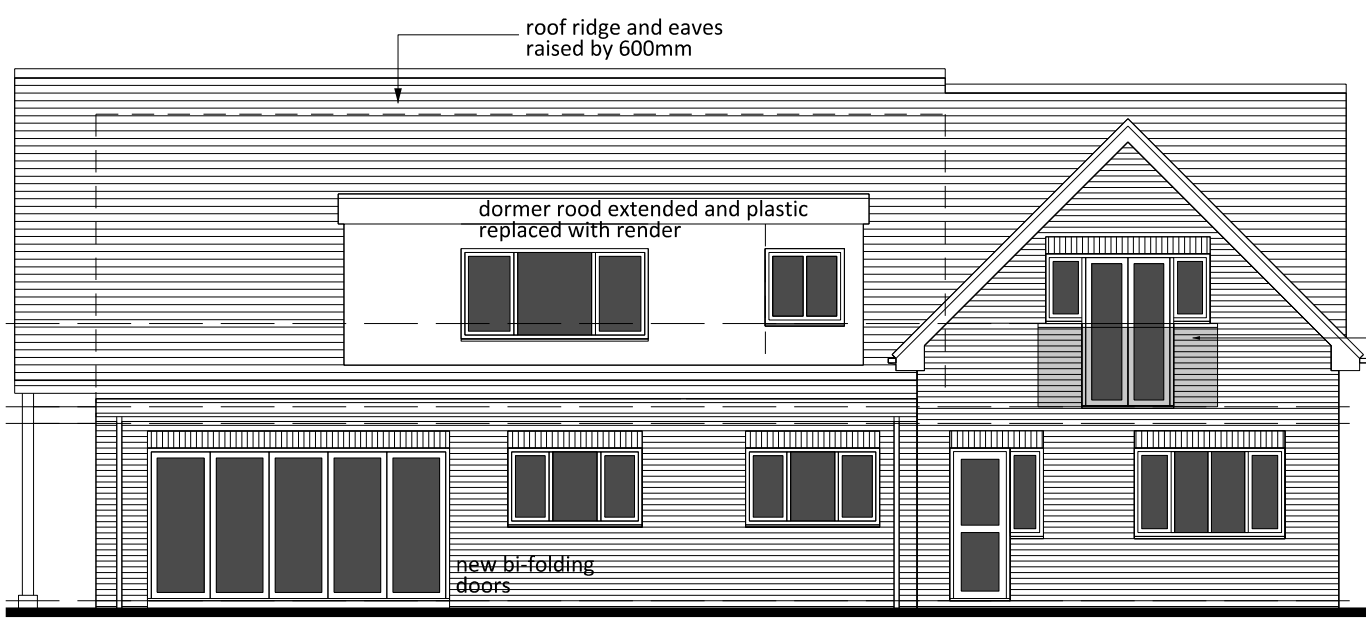 roof ridge and eaves
raised by 600mm
dormer rood extended and plastic
replaced with render
new bi-folding
doors